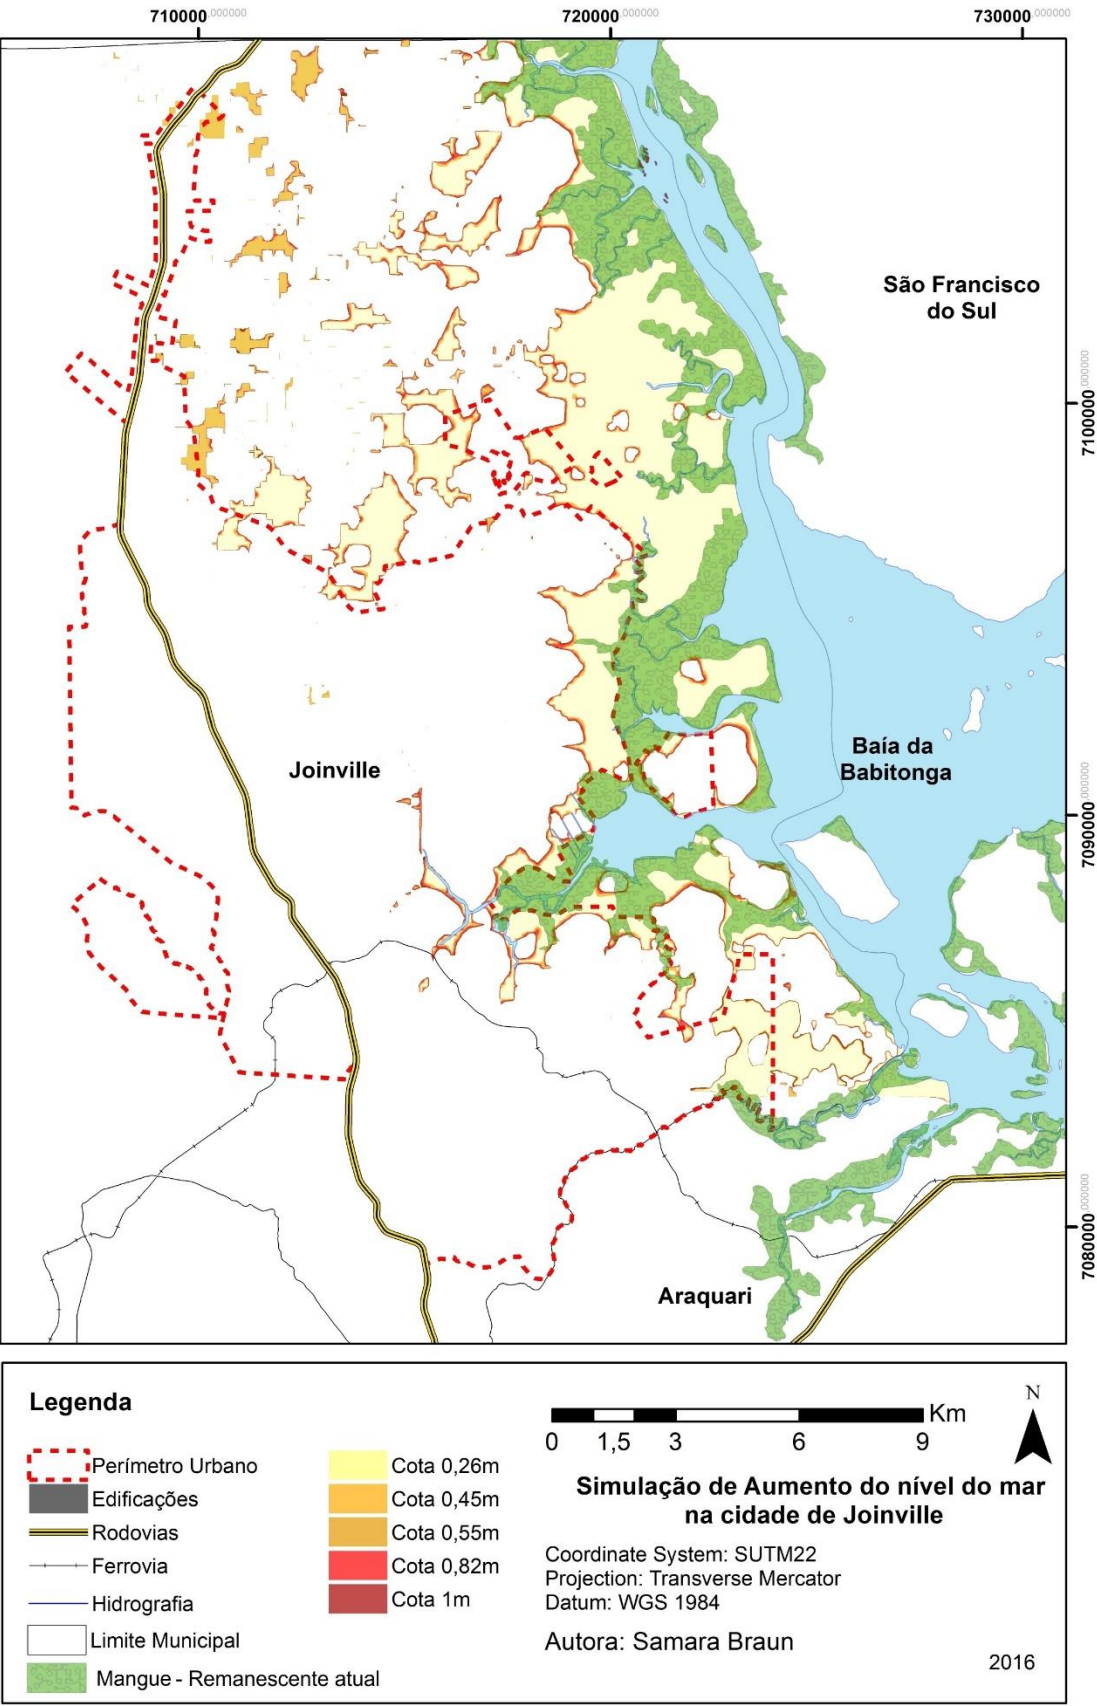 710000,000000
720000,000000
730000,000000
São Francisco
do Sul
7100000,000000
Joinville
Baía da
Babitonga
7090000,000000
7080000,000000
Araquari
Legenda
Perímetro Urbano
Edificações
Rodovias
Ferrovia
Hidrografia
Limite Municipal
Mangue - Remanescente atual
Cota 0,26m
Cota 0,45m
Cota 0,55m
Cota 0,82m
Cota 1m
Km
0 1,5 3 6 9
N
Simulação de Aumento do nível do mar
na cidade de Joinville
Coordinate System: SUTM22
Projection: Transverse Mercator
Datum: WGS 1984
Autora: Samara Braun
2016